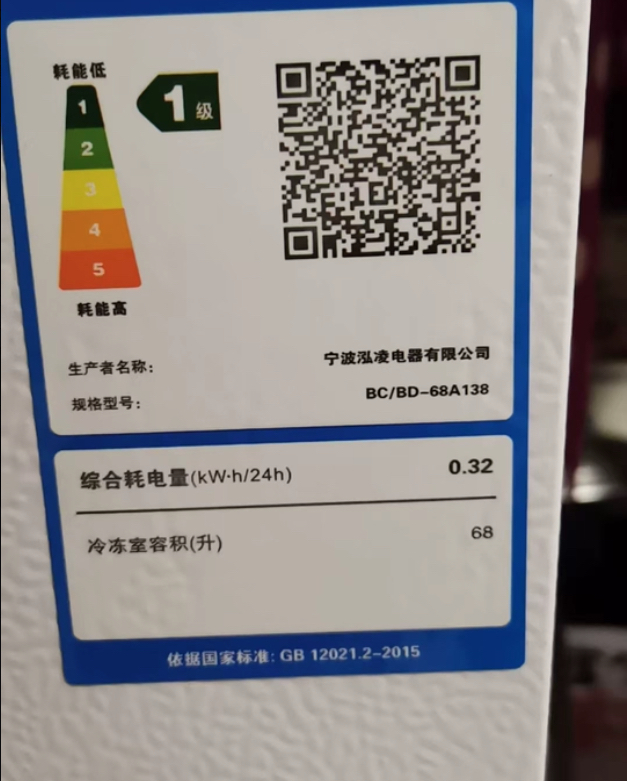 耗能低
1
1级
2
3
4
5
耗能高
生产者名称: 宁波泓凌电器有限公司
规格型号: BC/BD-68A138
综合耗电量(kW·h/24h) 0.32
冷冻室容积(升) 68
依据国家标准: GB 12021.2-2015